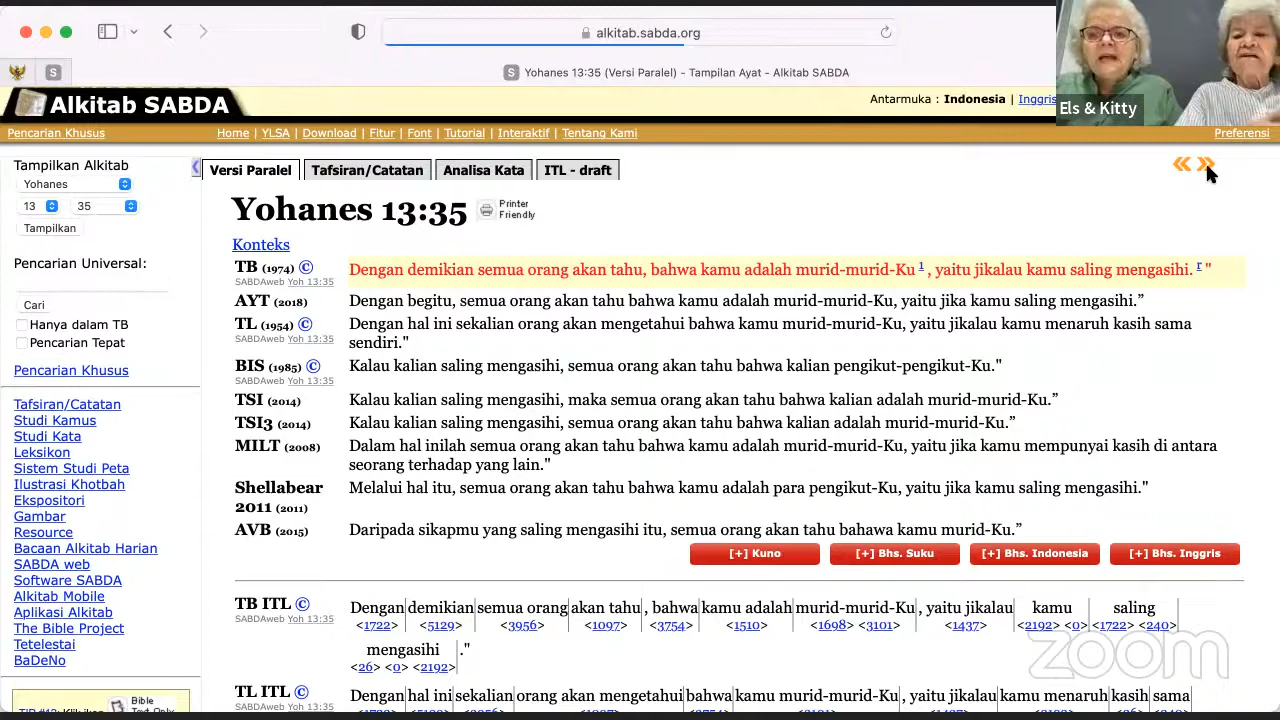 alkitab.sabda.org
S
S Yohanes 13:35 (Versi Paralel) - Tampilan Ayat - Alkitab SABDA
Els & Kitty
Alkitab SABDA
Antarmuka : Indonesia | Inggris
Pencarian Khusus
Home | YLSA | Download | Fitur | Font | Tutorial | Interaktif | Tentang Kami
Preferensi
Tampilkan Alkitab
Yohanes
13 35
Tampilkan
Pencarian Universal:
Cari
Hanya dalam TB
Pencarian Tepat
Pencarian Khusus
Tafsiran/Catatan
Studi Kamus
Studi Kata
Leksikon
Sistem Studi Peta
Ilustrasi Khotbah
Ekspositori
Gambar
Resource
Bacaan Alkitab Harian
SABDA web
Software SABDA
Alkitab Mobile
Aplikasi Alkitab
The Bible Project
Tetelestai
BaDeNo
Bible
Versi Paralel Tafsiran/Catatan Analisa Kata ITL - draft
Yohanes 13:35
Printer
Friendly
Konteks
TB (1974) © Dengan demikian semua orang akan tahu, bahwa kamu adalah murid-murid-Ku 1 , yaitu jikalau kamu saling mengasihi. r "
SABDAweb Yoh 13:35
AYT (2018) Dengan begitu, semua orang akan tahu bahwa kamu adalah murid-murid-Ku, yaitu jika kamu saling mengasihi.”
TL (1954) © Dengan hal ini sekalian orang akan mengetahui bahwa kamu murid-murid-Ku, yaitu jikalau kamu menaruh kasih sama
SABDAweb Yoh 13:35 sendiri."
BIS (1985) © Kalau kalian saling mengasihi, semua orang akan tahu bahwa kalian pengikut-pengikut-Ku."
SABDAweb Yoh 13:35
TSI (2014) Kalau kalian saling mengasihi, maka semua orang akan tahu bahwa kalian adalah murid-murid-Ku.”
TSI3 (2014) Kalau kalian saling mengasihi, semua orang akan tahu bahwa kalian adalah murid-murid-Ku.”
MILT (2008) Dalam hal inilah semua orang akan tahu bahwa kamu adalah murid-murid-Ku, yaitu jika kamu mempunyai kasih di antara
seorang terhadap yang lain."
Shellabear Melalui hal itu, semua orang akan tahu bahwa kamu adalah para pengikut-Ku, yaitu jika kamu saling mengasihi."
2011 (2011)
AVB (2015) Daripada sikapmu yang saling mengasihi itu, semua orang akan tahu bahawa kamu murid-Ku.”
[+] Kuno [+] Bhs. Suku [+] Bhs. Indonesia [+] Bhs. Inggris
TB ITL © Dengan demikian semua orang akan tahu , bahwa kamu adalah murid-murid-Ku , yaitu jikalau kamu saling
SABDAweb Yoh 13:35 <1722> <5129> <3956> <1097> <3754> <1510> <1698> <3101> <1437> <2192> <0> <1722> <240>
mengasihi ."
<26> <0> <2192>
zoom
TL ITL © Dengan hal ini sekalian orang akan mengetahui bahwa kamu murid-murid-Ku , yaitu jikalau kamu menaruh kasih sama
SABDAweb Yoh 13:35